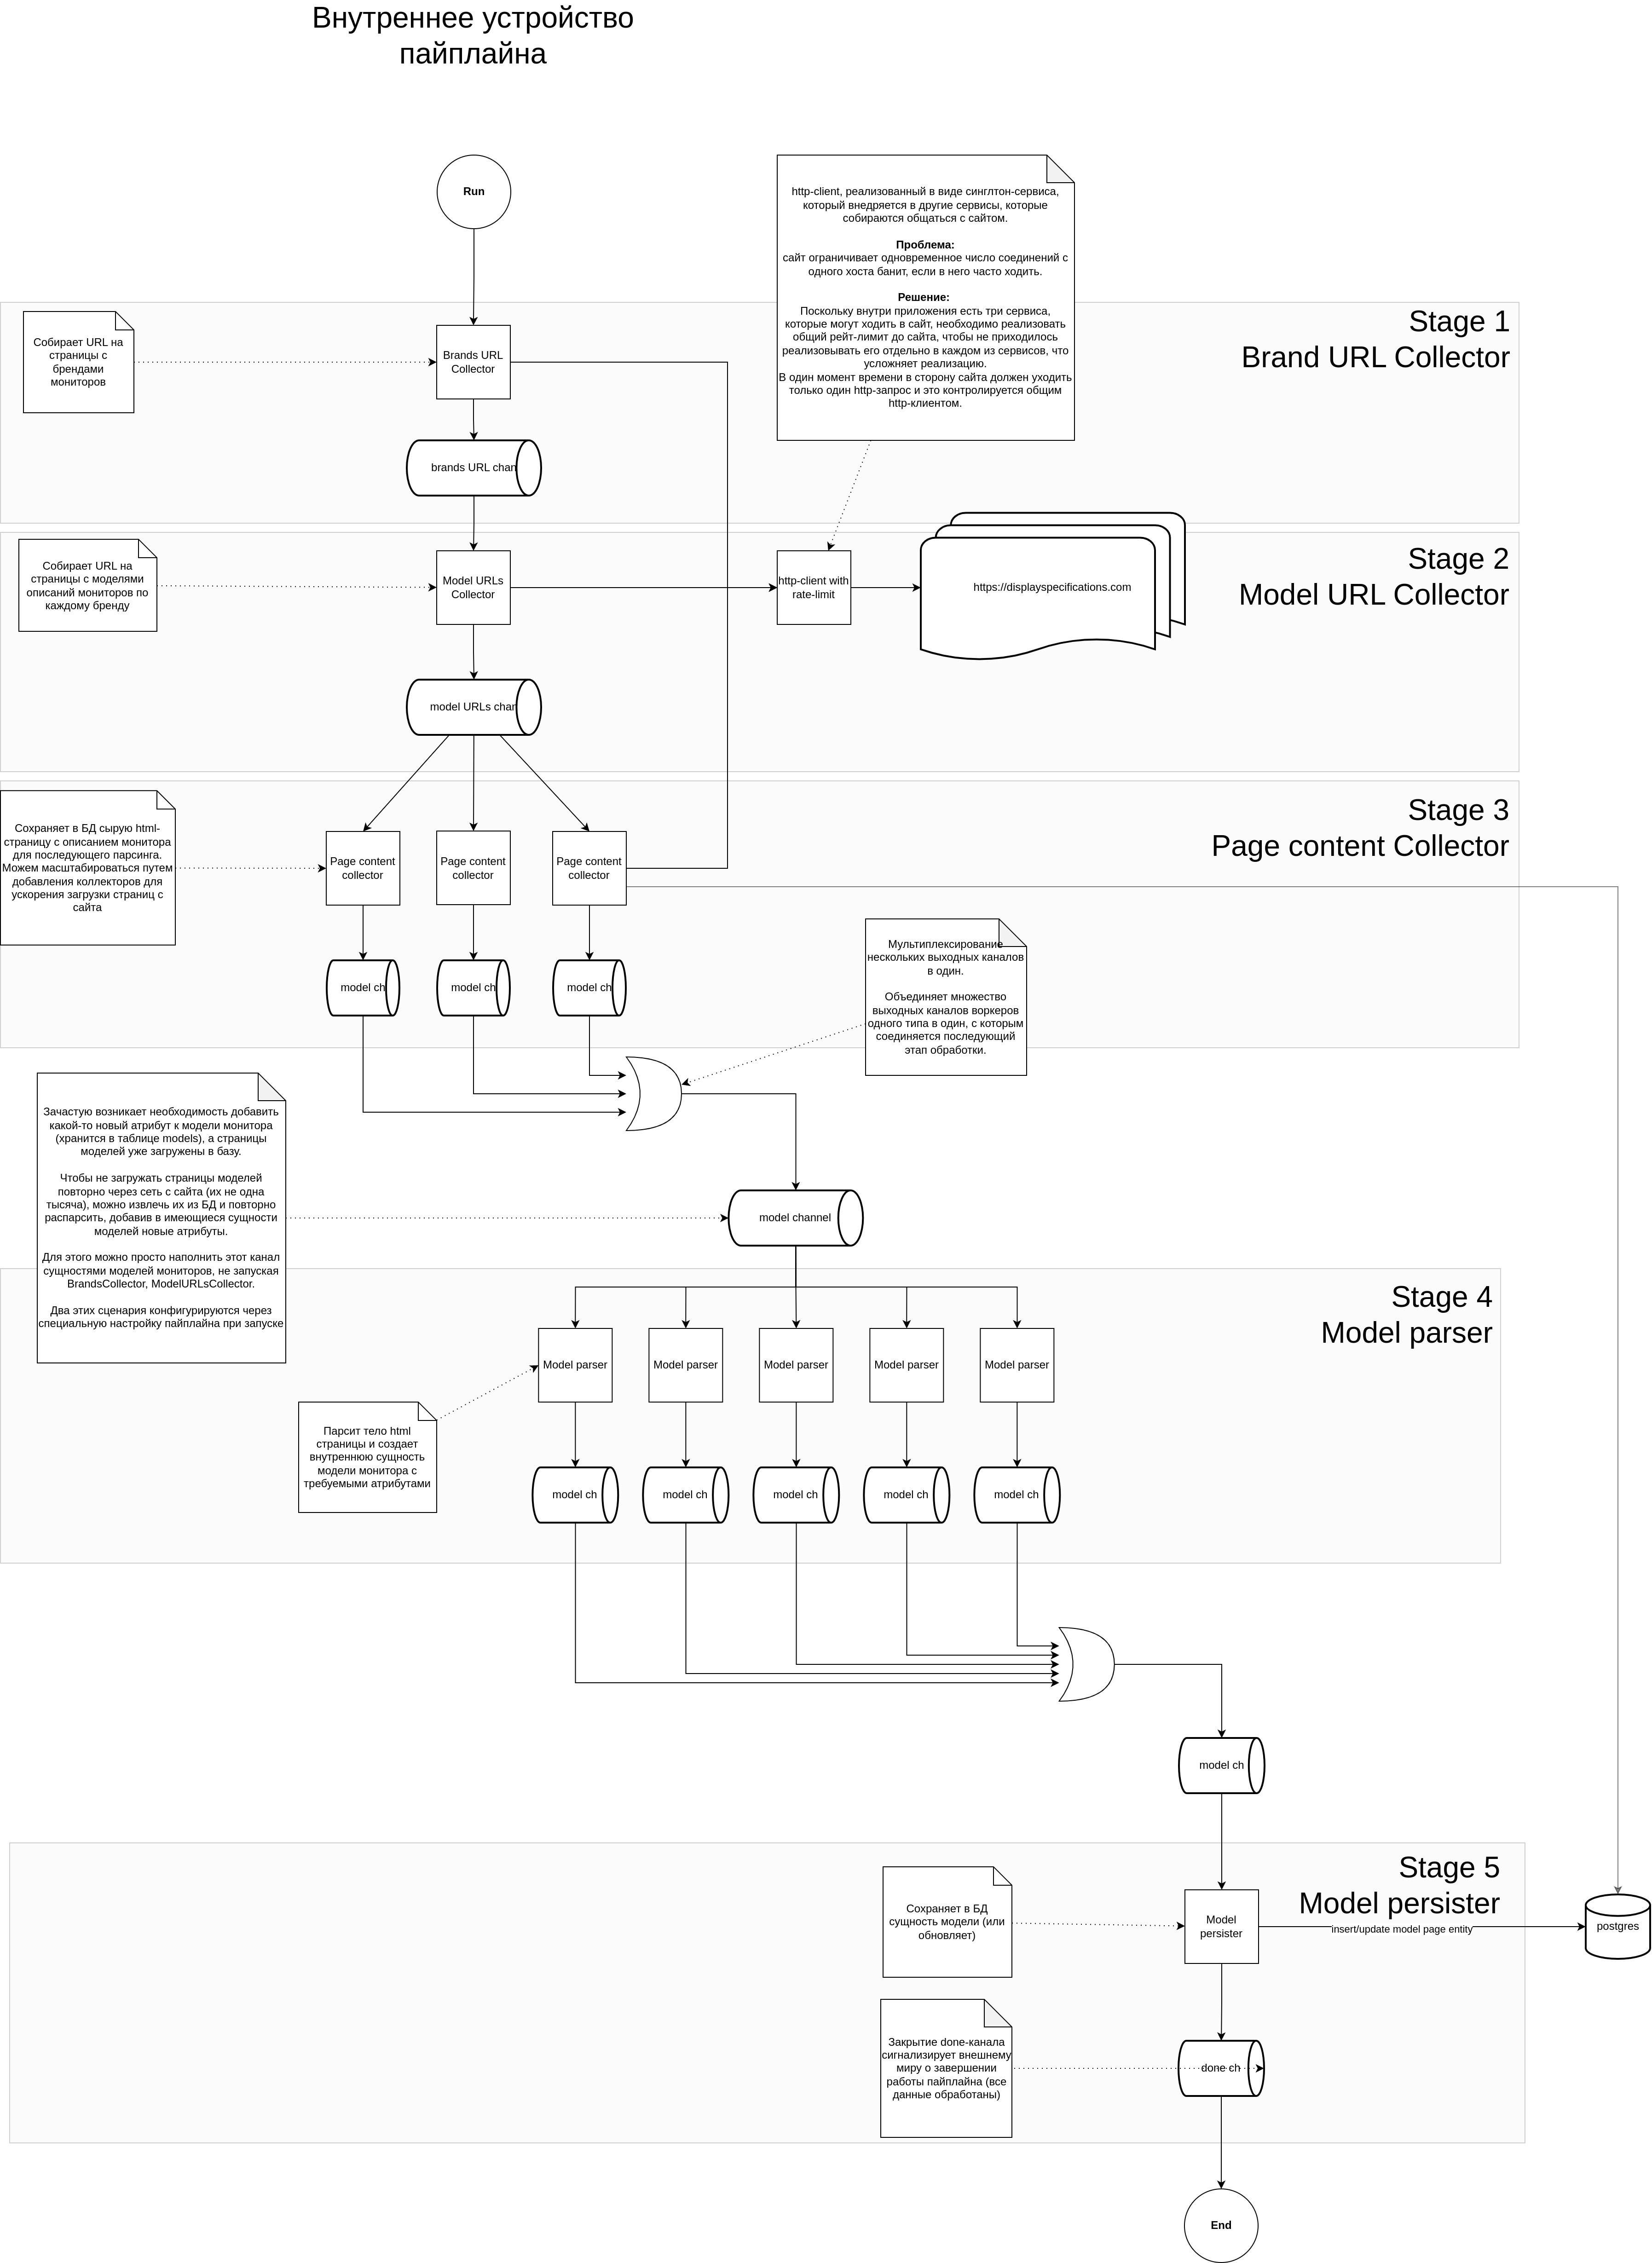 Внутреннее устройство
пайплайна
Run
http-client, реализованный в виде синглтон-сервиса,
который внедряется в другие сервисы, которые
собираются общаться с сайтом.
Проблема:
сайт ограничивает одновременное число соединений с
одного хоста банит, если в него часто ходить.
Решение:
Поскольку внутри приложения есть три сервиса,
которые могут ходить в сайт, необходимо реализовать
общий рейт-лимит до сайта, чтобы не приходилось
реализовывать его отдельно в каждом из сервисов, что
усложняет реализацию.
В один момент времени в сторону сайта должен уходить
только один http-запрос и это контролируется общим
http-клиентом.
Stage 1
Brand URL Collector
Собирает URL на
страницы с
брендами
мониторов
Brands URL
Collector
brands URL chan
Stage 2
Model URL Collector
Собирает URL на
страницы с моделями
описаний мониторов по
каждому бренду
Model URLs
Collector
http-client with
rate-limit
https://displayspecifications.com
model URLs chan
Stage 3
Page content Collector
Сохраняет в БД сырую html-
страницу с описанием монитора
для последующего парсинга.
Можем масштабироваться путем
добавления коллекторов для
ускорения загрузки страниц с
сайта
Page content
collector
Page content
collector
Page content
collector
model ch
model ch
model ch
Мультиплексирование
нескольких выходных каналов
в один.
Объединяет множество
выходных каналов воркеров
одного типа в один, с которым
соединяется последующий
этап обработки.
Зачастую возникает необходимость добавить
какой-то новый атрибут к модели монитора
(хранится в таблице models), а страницы
моделей уже загружены в базу.
Чтобы не загружать страницы моделей
повторно через сеть с сайта (их не одна
тысяча), можно извлечь их из БД и повторно
распарсить, добавив в имеющиеся сущности
моделей новые атрибуты.
Для этого можно просто наполнить этот канал
сущностями моделей мониторов, не запуская
BrandsCollector, ModelURLsCollector.
Два этих сценария конфигурируются через
специальную настройку пайплайна при запуске
model channel
Stage 4
Model parser
Model parser
Model parser
Model parser
Model parser
Model parser
Парсит тело html
страницы и создает
внутреннюю сущность
модели монитора с
требуемыми атрибутами
model ch
model ch
model ch
model ch
model ch
model ch
Stage 5
Model persister
Сохраняет в БД
сущность модели (или
обновляет)
Model
persister
insert/update model page entity
postgres
Закрытие done-канала
сигнализирует внешнему
миру о завершении
работы пайплайна (все
данные обработаны)
done ch
End